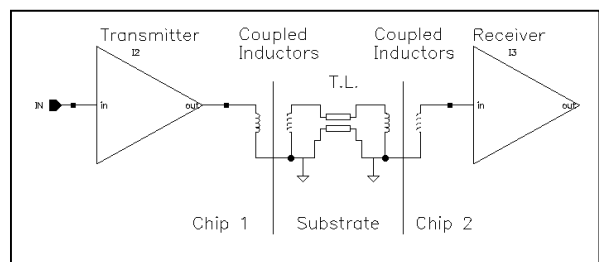 Transmitter
I2
Coupled
Inductors
Coupled
Inductors
Receiver
I3
T.L.
IN
in
out
in
out
Chip 1
Substrate
Chip 2